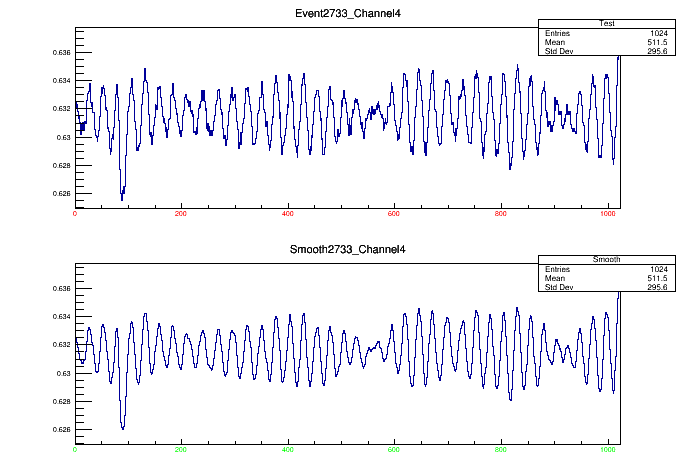 Event2733_Channel4
Test
Entries 1024
Mean 511.5
Std Dev 295.6
0.636
0.634
0.632
0.63
0.628
0.626
0 200 400 600 800 1000
Smooth2733_Channel4
Smooth
Entries 1024
Mean 511.5
Std Dev 295.6
0.636
0.634
0.632
0.63
0.628
0.626
0 200 400 600 800 1000